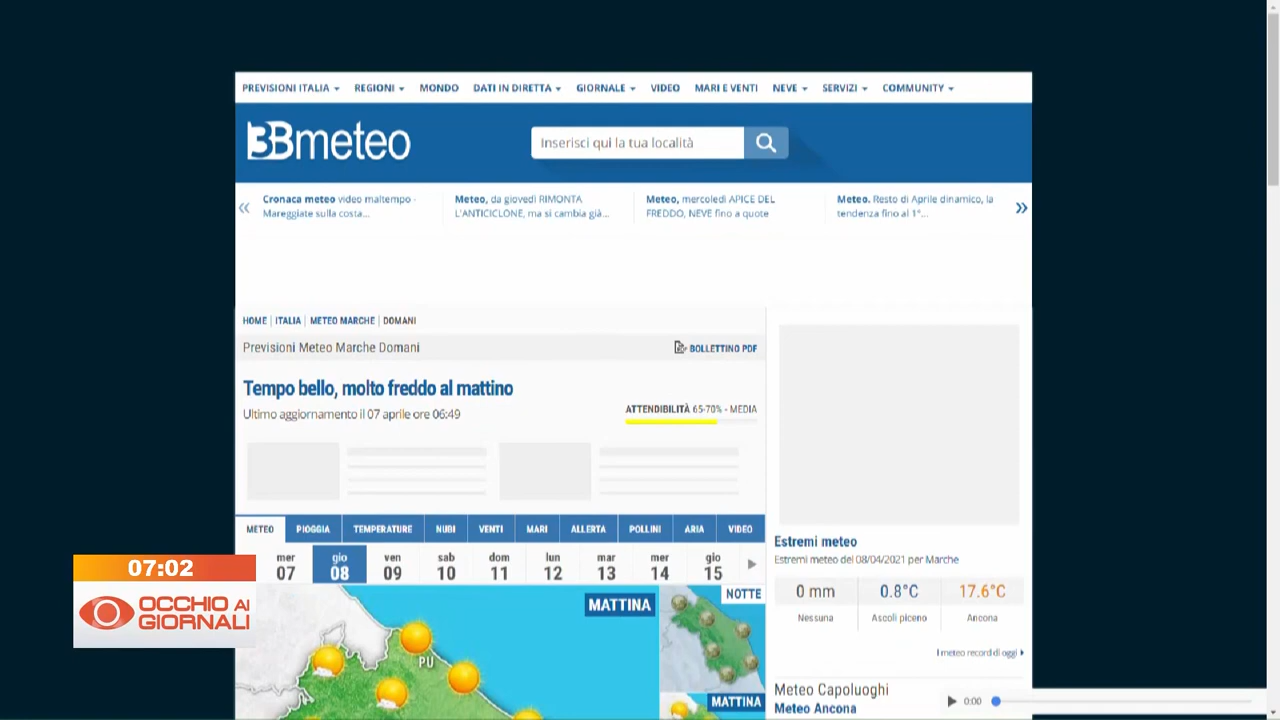 PREVISIONI ITALIA REGIONI MONDO DATI IN DIRETTA GIORNALE VIDEO MARI E VENTI NEVE SERVIZI COMMUNITY
3Bmeteo
Inserisci qui la tua località
Cronaca meteo video maltempo -
Mareggiate sulla costa...
Meteo, da giovedì RIMONTA
L'ANTICICLONE, ma si cambia già...
Meteo, mercoledì APICE DEL
FREDDO, NEVE fino a quote
Meteo. Resto di Aprile dinamico, la
tendenza fino al 1°...
HOME | ITALIA | METEO MARCHE | DOMANI
Previsioni Meteo Marche Domani
BOLLETTINO PDF
Tempo bello, molto freddo al mattino
Ultimo aggiornamento il 07 aprile ore 06:49
ATTENDIBILITÀ 65-70% - MEDIA
METEO PIOGGIA TEMPERATURE NUBI VENTI MARI ALLERTA POLLINI ARIA VIDEO
mer gio ven sab dom lun mar mer gio
07 08 09 10 11 12 13 14 15
MATTINA
NOTTE
PU
MATTINA
Estremi meteo
Estremi meteo del 08/04/2021 per Marche
0 mm 0.8°C 17.6°C
Nessuna Ascoli piceno Ancona
I meteo record di oggi
Meteo Capoluoghi
Meteo Ancona
0:00
07:02
OCCHIO AI
GIORNALI